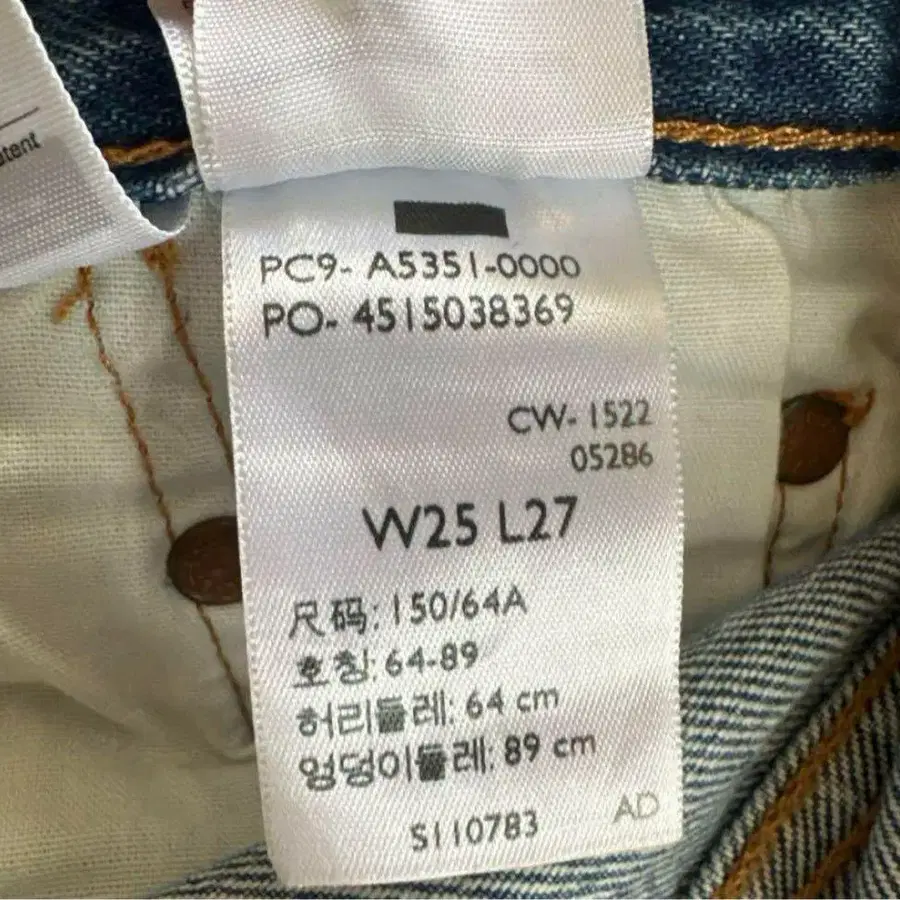 PC9- A5351-0000
PO- 4515038369
CW- 1522
05286
W25 L27
尺码: 150/64A
호칭: 64-89
허리둘레: 64 cm
엉덩이둘레: 89 cm
S110783
AD